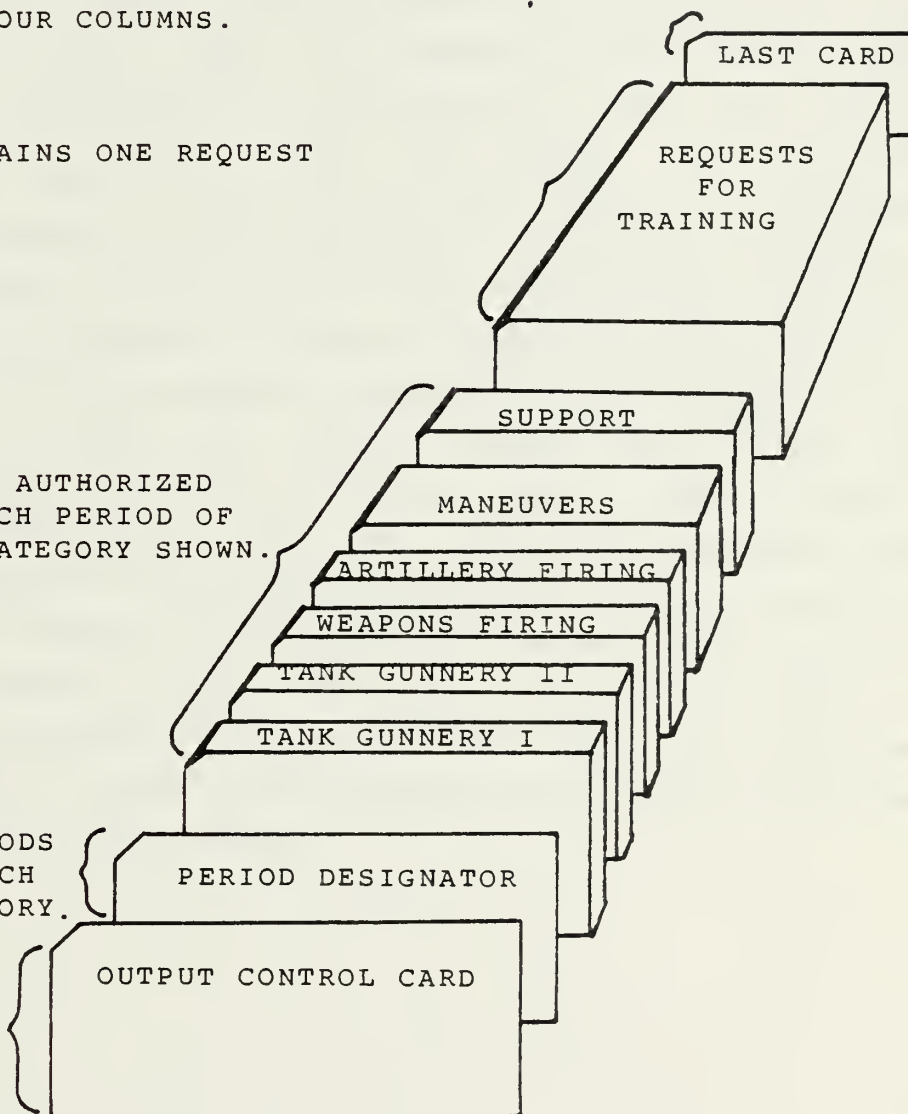 OUR COLUMNS.
LAST CARD
AINS ONE REQUEST
REQUESTS
FOR
TRAINING
SUPPORT
AUTHORIZED
CH PERIOD OF
ATEGORY SHOWN.
MANEUVERS
ARTILLERY FIRING
WEAPONS FIRING
TANK GUNNERY II
TANK GUNNERY I
ODS
CH
ORY.
PERIOD DESIGNATOR
OUTPUT CONTROL CARD